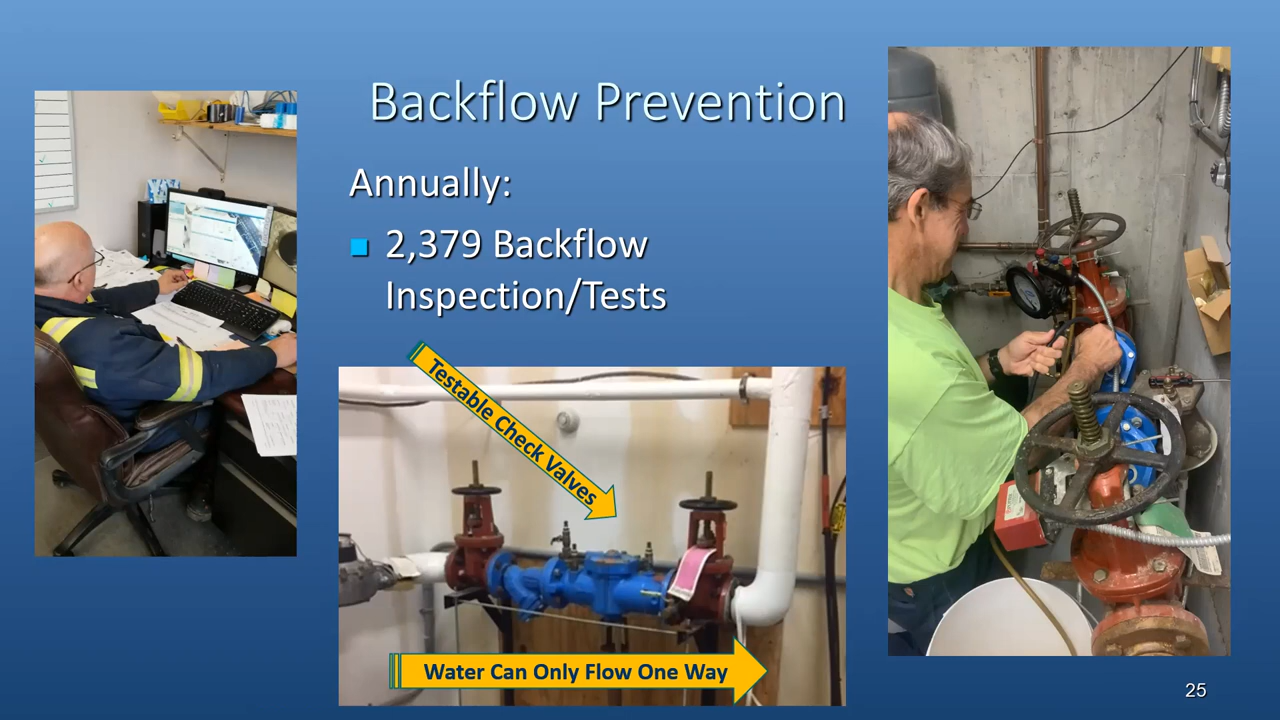 Backflow Prevention
Annually:
2,379 Backflow
Inspection/Tests
Testable Check Valves
Water Can Only Flow One Way
25